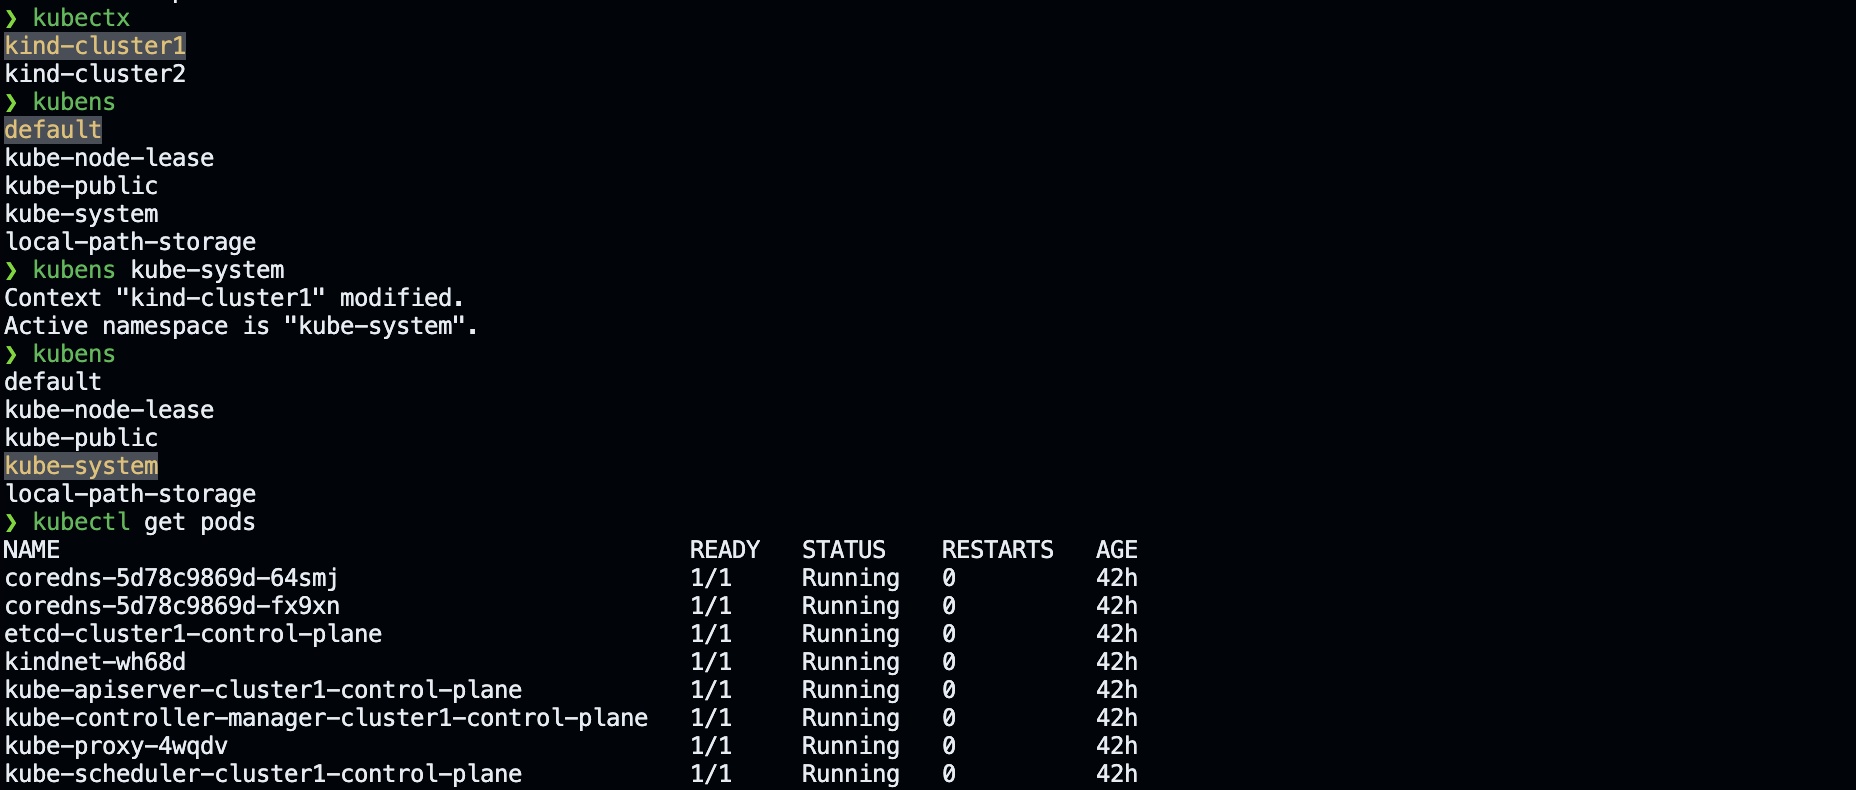 ❯ kubectx
kind-cluster1
kind-cluster2
❯ kubens
default
kube-node-lease
kube-public
kube-system
local-path-storage
❯ kubens kube-system
Context "kind-cluster1" modified.
Active namespace is "kube-system".
❯ kubens
default
kube-node-lease
kube-public
kube-system
local-path-storage
❯ kubectl get pods
NAME READY STATUS RESTARTS AGE
coredns-5d78c9869d-64smj 1/1 Running 0 42h
coredns-5d78c9869d-fx9xn 1/1 Running 0 42h
etcd-cluster1-control-plane 1/1 Running 0 42h
kindnet-wh68d 1/1 Running 0 42h
kube-apiserver-cluster1-control-plane 1/1 Running 0 42h
kube-controller-manager-cluster1-control-plane 1/1 Running 0 42h
kube-proxy-4wqdv 1/1 Running 0 42h
kube-scheduler-cluster1-control-plane 1/1 Running 0 42h